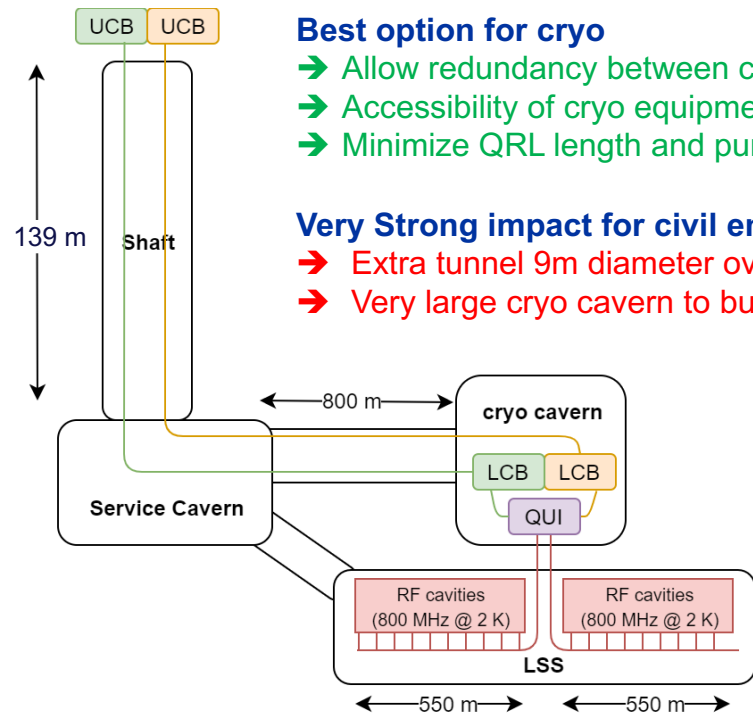 UCB UCB
Best option for cryo
➔ Allow redundancy between c
➔ Accessibility of cryo equipme
➔ Minimize QRL length and pur
139 m
Shaft
Very Strong impact for civil er
➔ Extra tunnel 9m diameter ov
➔ Very large cryo cavern to bu
800 m
cryo cavern
LCB LCB
QUI
Service Cavern
RF cavities
(800 MHz @ 2 K)
RF cavities
(800 MHz @ 2 K)
LSS
550 m
550 m